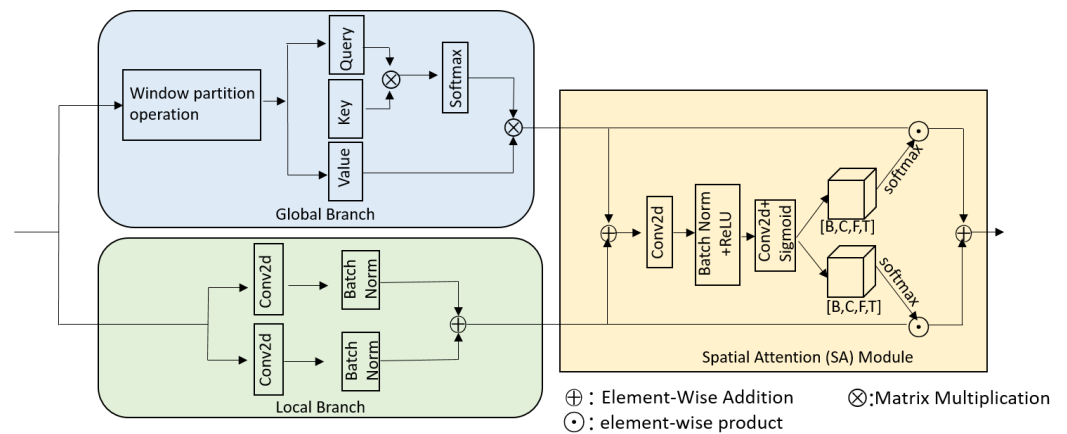 Window partition
operation
Query
Key
Value
Softmax
Global Branch
Conv2d
Batch
Norm
Conv2d
Batch
Norm
Local Branch
Conv2d
Batch Norm
+ReLU
Conv2d+
Sigmoid
[B,C,F,T]
softmax
[B,C,F,T]
softmax
Spatial Attention (SA) Module
⊕: Element-Wise Addition
⊗:Matrix Multiplication
⊙: element-wise product